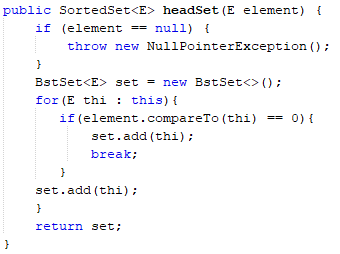 public SortedSet<E> headSet(E element) {
    if (element == null) {
        throw new NullPointerException();
    }
    BstSet<E> set = new BstSet<>();
    for(E thi : this){
       if(element.compareTo(thi) == 0){
           set.add(thi);
           break;
       }
    set.add(thi);
    }
    return set;
}